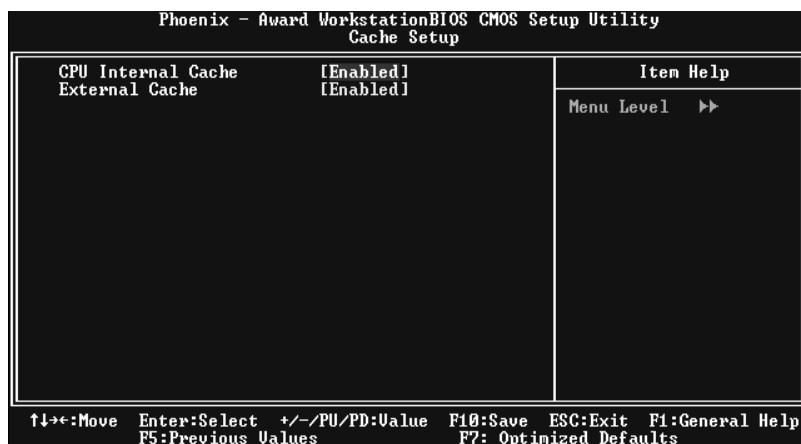 Phoenix - Award WorkstationBIOS CMOS Setup Utility
Cache Setup
CPU Internal Cache [Enabled]
External Cache [Enabled]
Item Help
Menu Level ▸▸
↑↓→←:Move Enter:Select +/-/PU/PD:Value F10:Save ESC:Exit F1:General Help
F5:Previous Values F7: Optimized Defaults